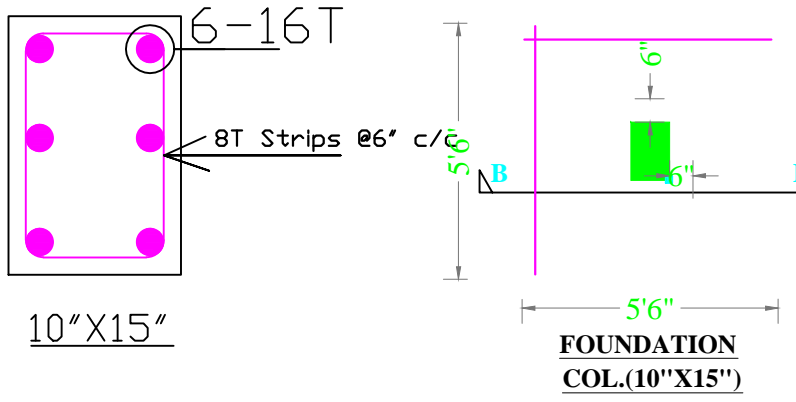 6-16T
8T Strips @6" c/c
10"X15"
6"
5'6"
B
6"
5'6"
FOUNDATION
COL.(10"X15")